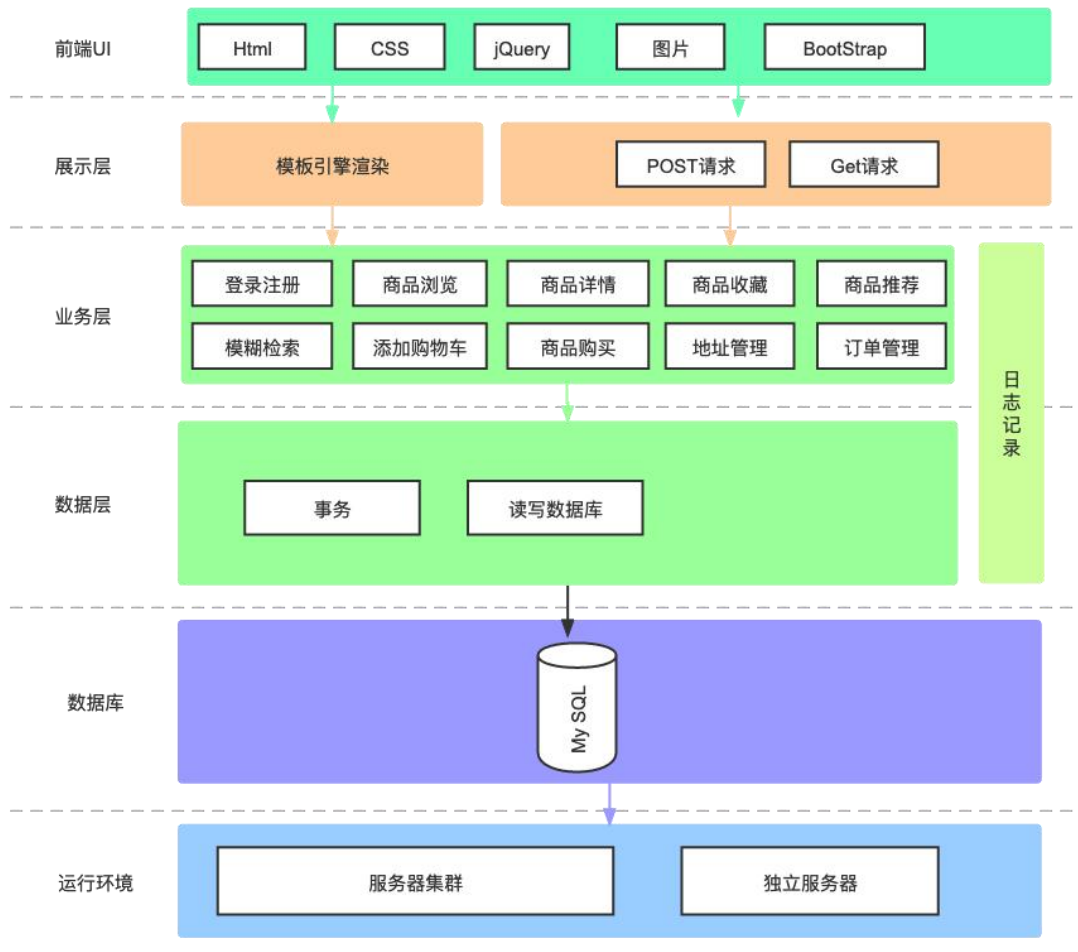 前端UI
Html
CSS
jQuery
图片
BootStrap
展示层
模板引擎渲染
POST请求
Get请求
业务层
登录注册
商品浏览
商品详情
商品收藏
商品推荐
模糊检索
添加购物车
商品购买
地址管理
订单管理
日志记录
数据层
事务
读写数据库
数据库
My SQL
运行环境
服务器集群
独立服务器